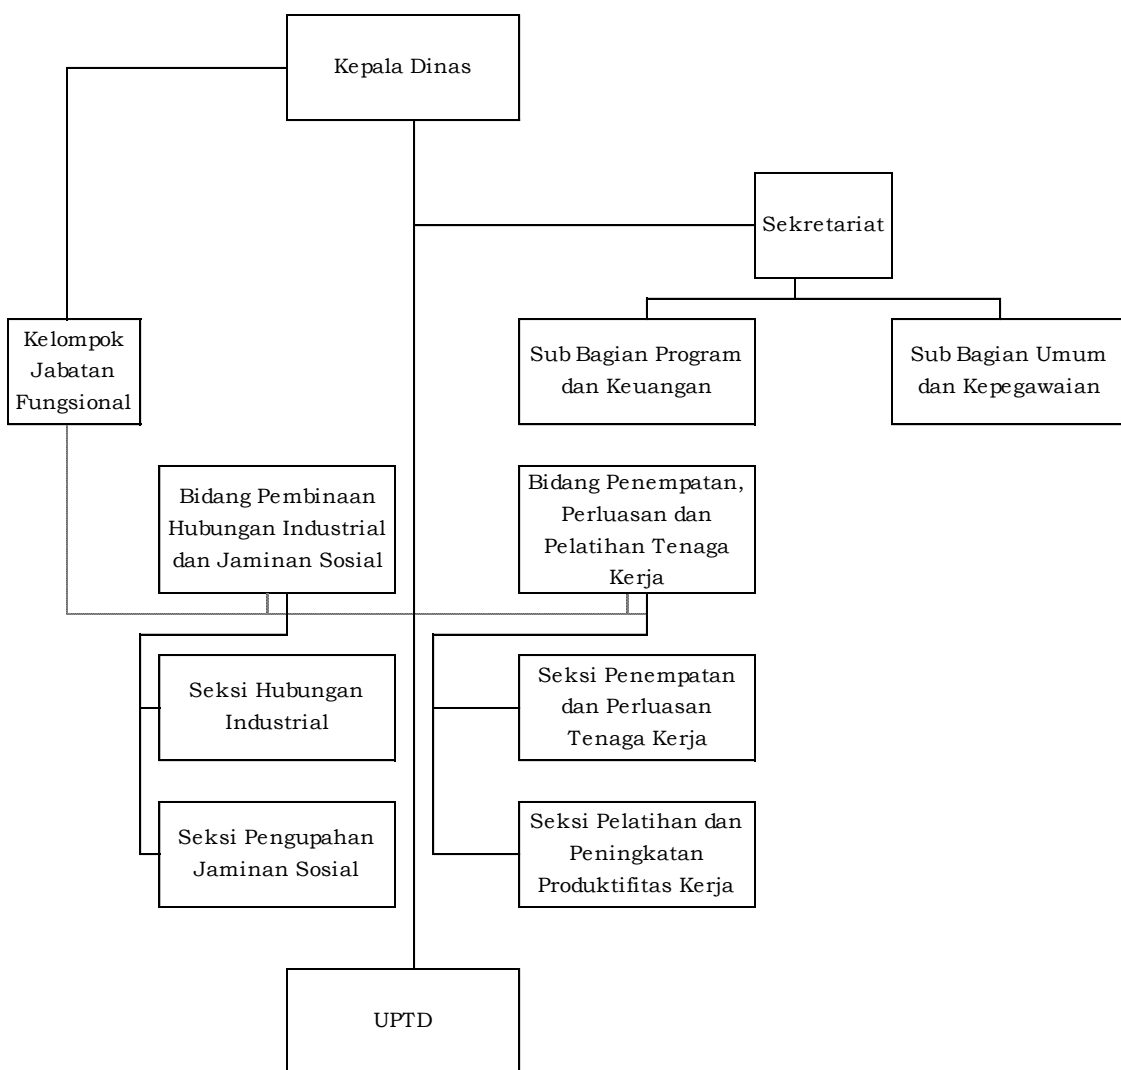 Kepala Dinas
Sekretariat
Kelompok
Jabatan
Fungsional
Sub Bagian Program
dan Keuangan
Sub Bagian Umum
dan Kepegawaian
Bidang Pembinaan
Hubungan Industrial
dan Jaminan Sosial
Bidang Penempatan,
Perluasan dan
Pelatihan Tenaga
Kerja
Seksi Hubungan
Industrial
Seksi Penempatan
dan Perluasan
Tenaga Kerja
Seksi Pengupahan
Jaminan Sosial
Seksi Pelatihan dan
Peningkatan
Produktifitas Kerja
UPTD